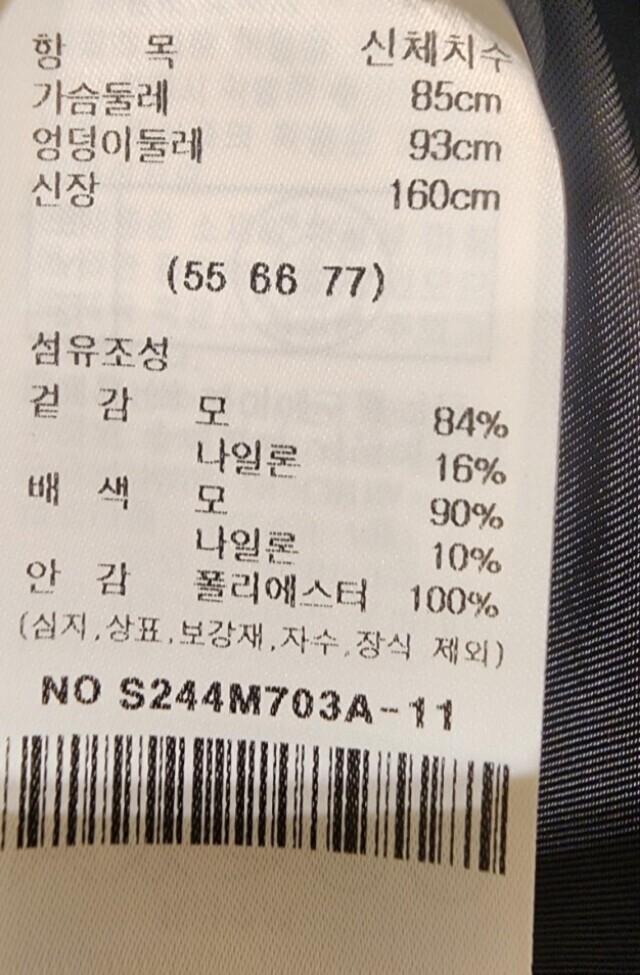 항 목 신체치수
가슴둘레 85cm
엉덩이둘레 93cm
신장 160cm
(55 66 77)
섬유조성
겉 감 모 84%
나일론 16%
배 색 모 90%
나일론 10%
안 감 폴리에스터 100%
(심지,상표,보강재,자수,장식 제외)
NO S244M703A-11